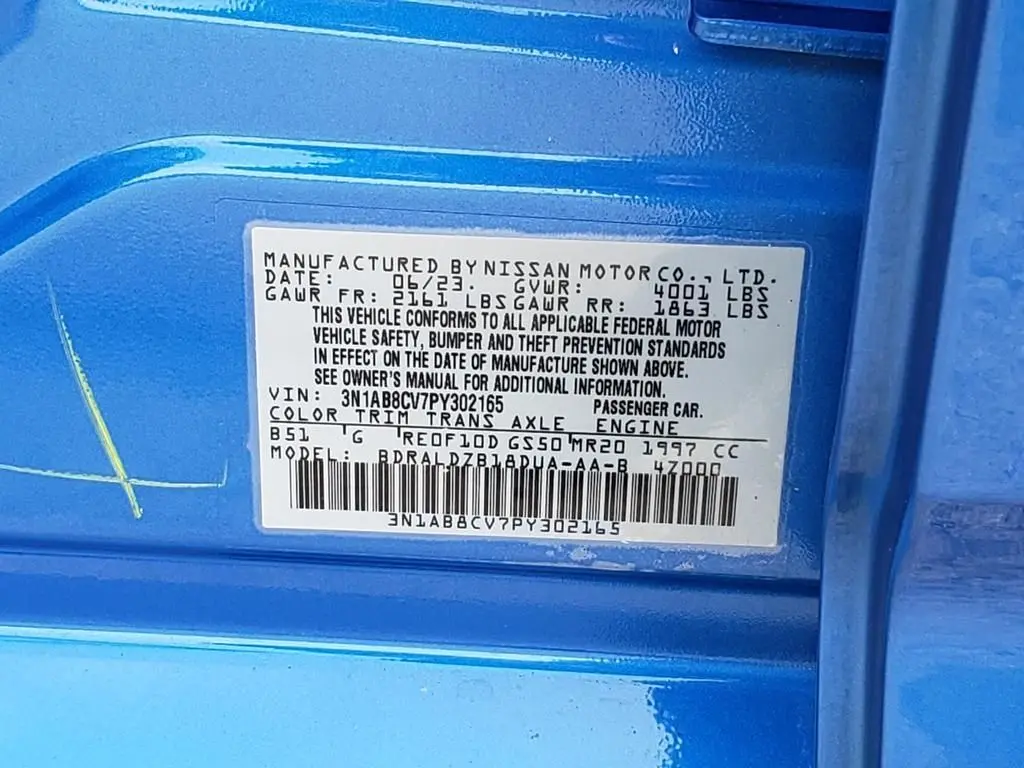 MANUFACTURED BY NISSAN MOTOR CO., LTD.
DATE: 06/23. GVWR: 4001 LBS
GAWR FR: 2161 LBS GAWR RR: 1863 LBS
THIS VEHICLE CONFORMS TO ALL APPLICABLE FEDERAL MOTOR
VEHICLE SAFETY, BUMPER AND THEFT PREVENTION STANDARDS
IN EFFECT ON THE DATE OF MANUFACTURE SHOWN ABOVE.
SEE OWNER'S MANUAL FOR ADDITIONAL INFORMATION.
VIN: 3N1AB8CV7PY302165 PASSENGER CAR.
COLOR TRIM TRANS AXLE ENGINE
B51 G RE0F10D GS50 MR20 1997 CC
MODEL: BDRALDZB18DUA-AA-B 4Z000
3N1AB8CV7PY302165